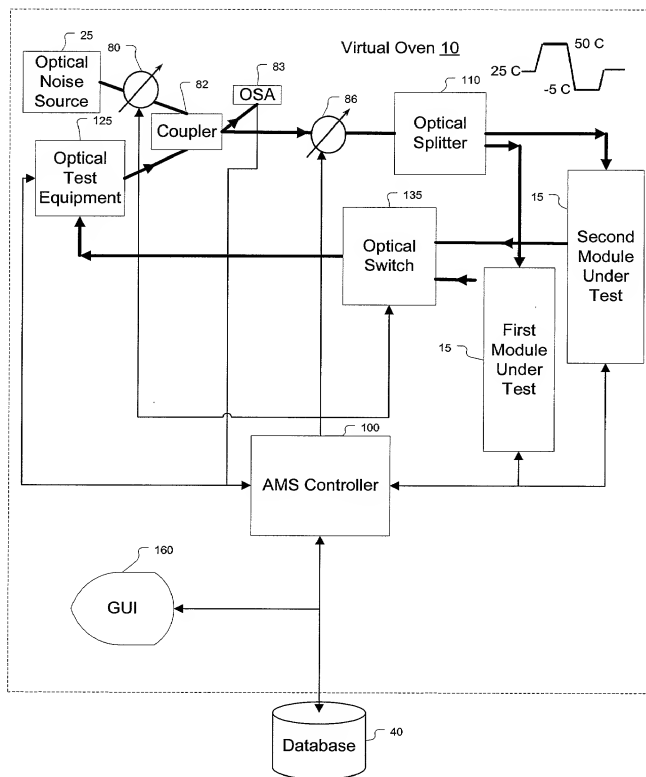 25
80
Virtual Oven 10
50 C
25 C
-5 C
Optical
Noise
Source
82
83
OSA
110
125
Coupler
86
Optical
Splitter
Optical
Test
Equipment
135
15
Optical
Switch
Second
Module
Under
Test
15
First
Module
Under
Test
100
AMS Controller
160
GUI
Database
40